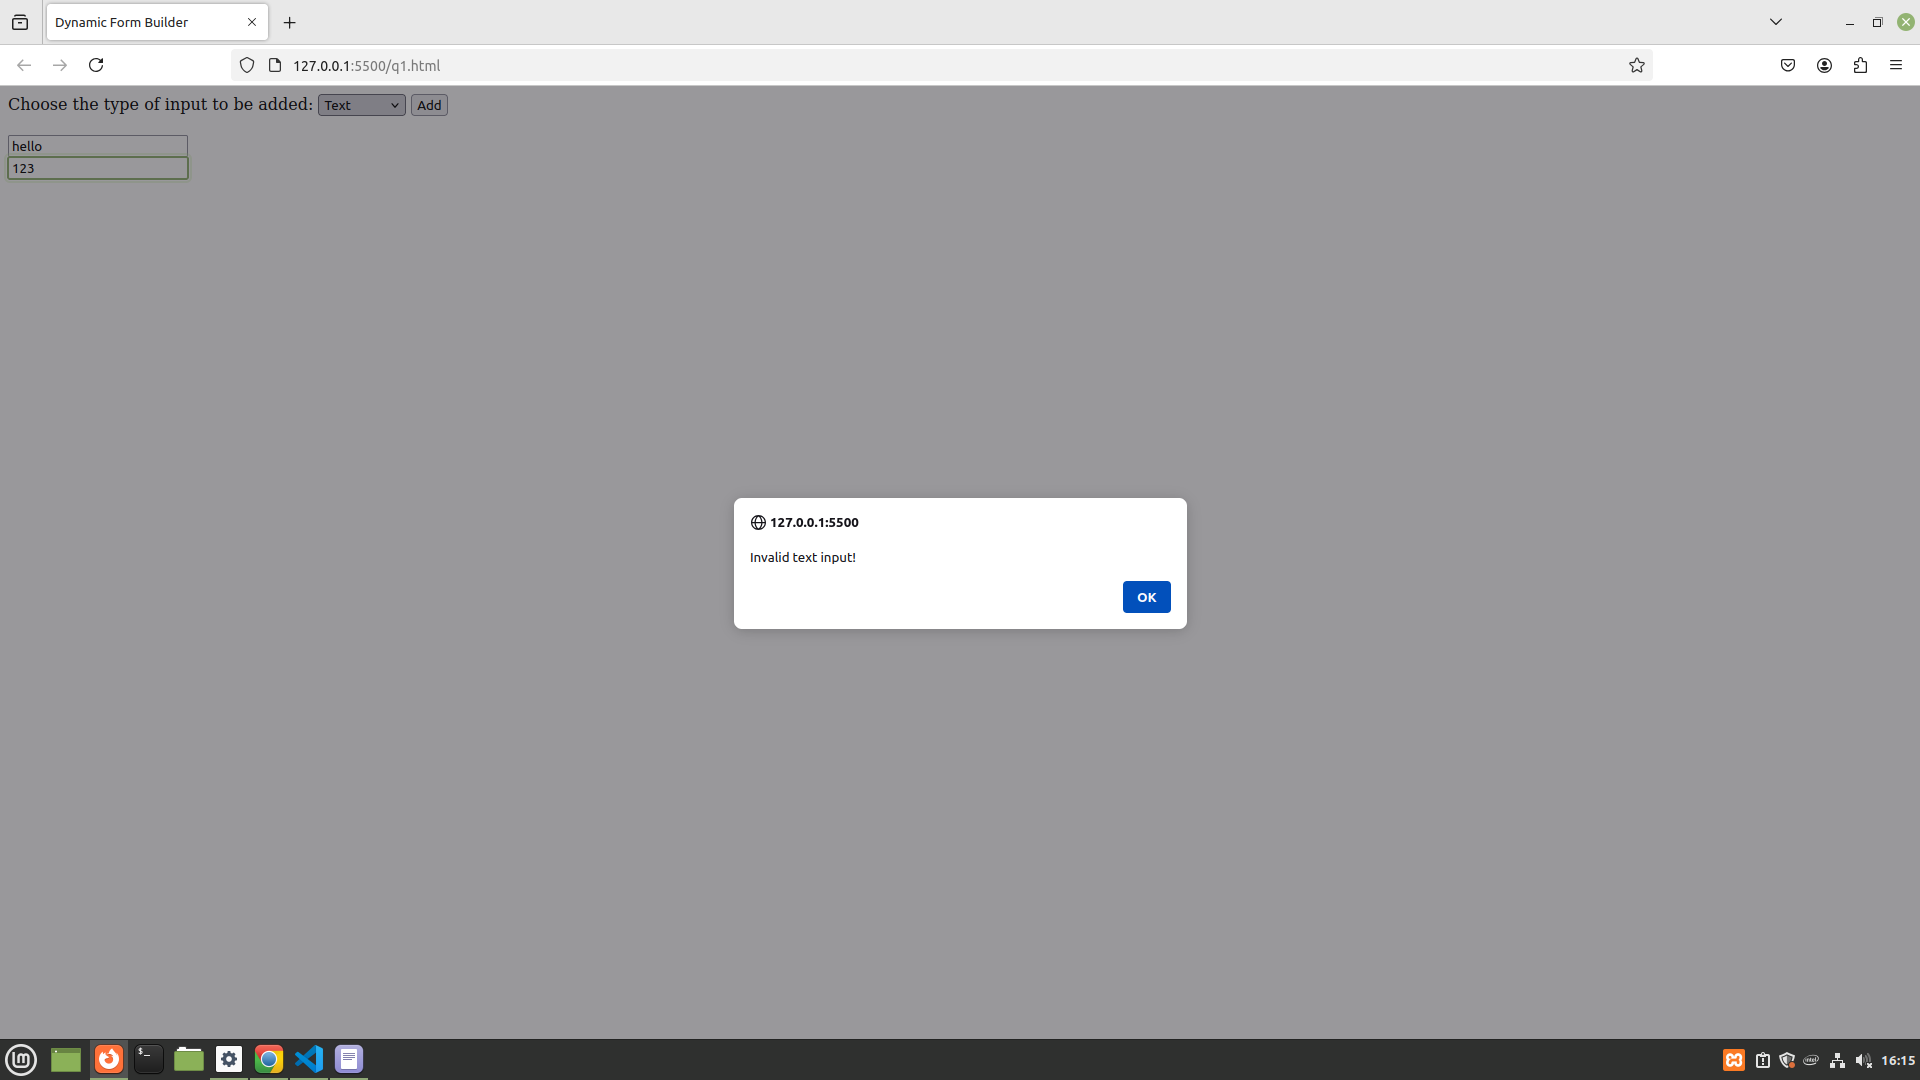 Dynamic Form Builder
127.0.0.1:5500/q1.html
Choose the type of input to be added: Text Add
hello
123
127.0.0.1:5500
Invalid text input!
OK
16:15